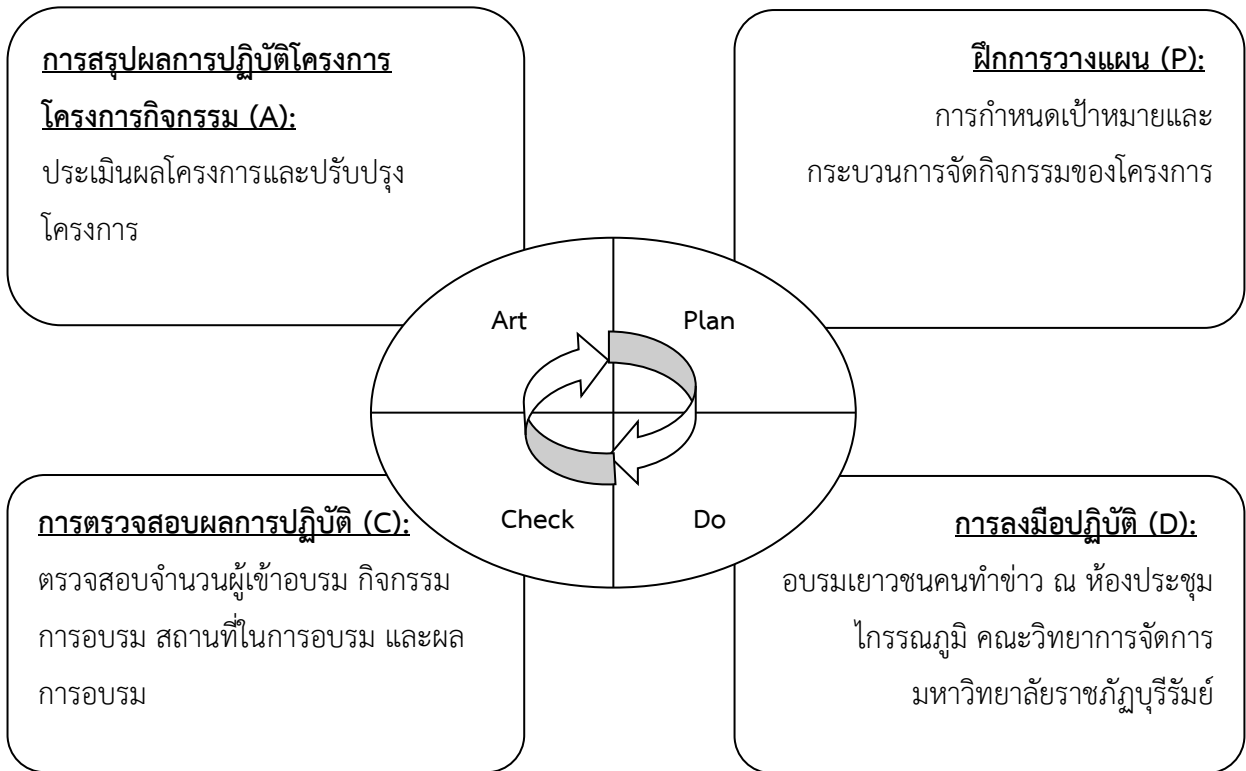 การสรุปผลการปฏิบัติโครงการ
โครงการกิจกรรม (A):
ประเมินผลโครงการและปรับปรุง
โครงการ
ฝึกการวางแผน (P):
การกำหนดเป้าหมายและ
กระบวนการจัดกิจกรรมของโครงการ
Art
Plan
Check
Do
การตรวจสอบผลการปฏิบัติ (C):
ตรวจสอบจำนวนผู้เข้าอบรม กิจกรรม
การอบรม สถานที่ในการอบรม และผล
การอบรม
การลงมือปฏิบัติ (D):
อบรมเยาวชนคนทำข่าว ณ ห้องประชุม
ไกรรณภูมิ คณะวิทยาการจัดการ
มหาวิทยาลัยราชภัฏบุรีรัมย์